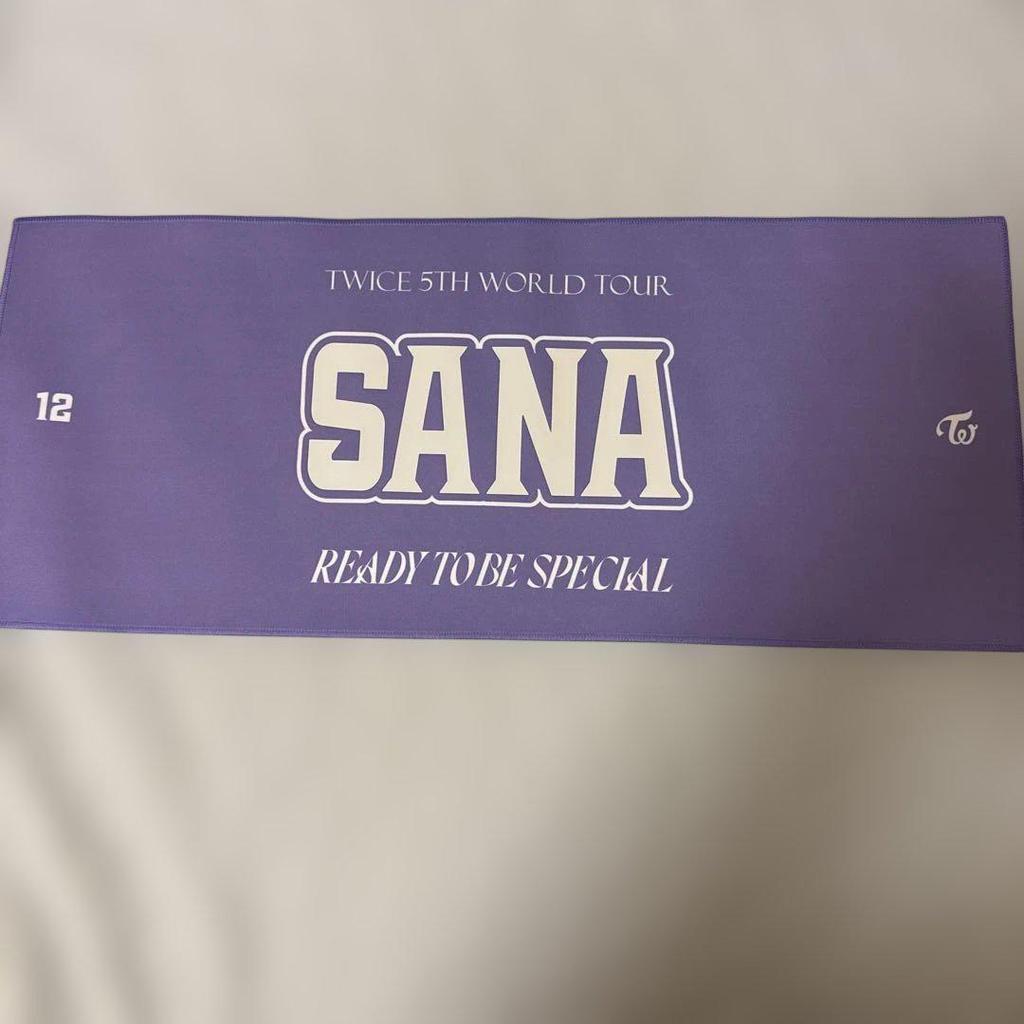 TWICE 5TH WORLD TOUR
12
SANA
READY TO BE SPECIAL